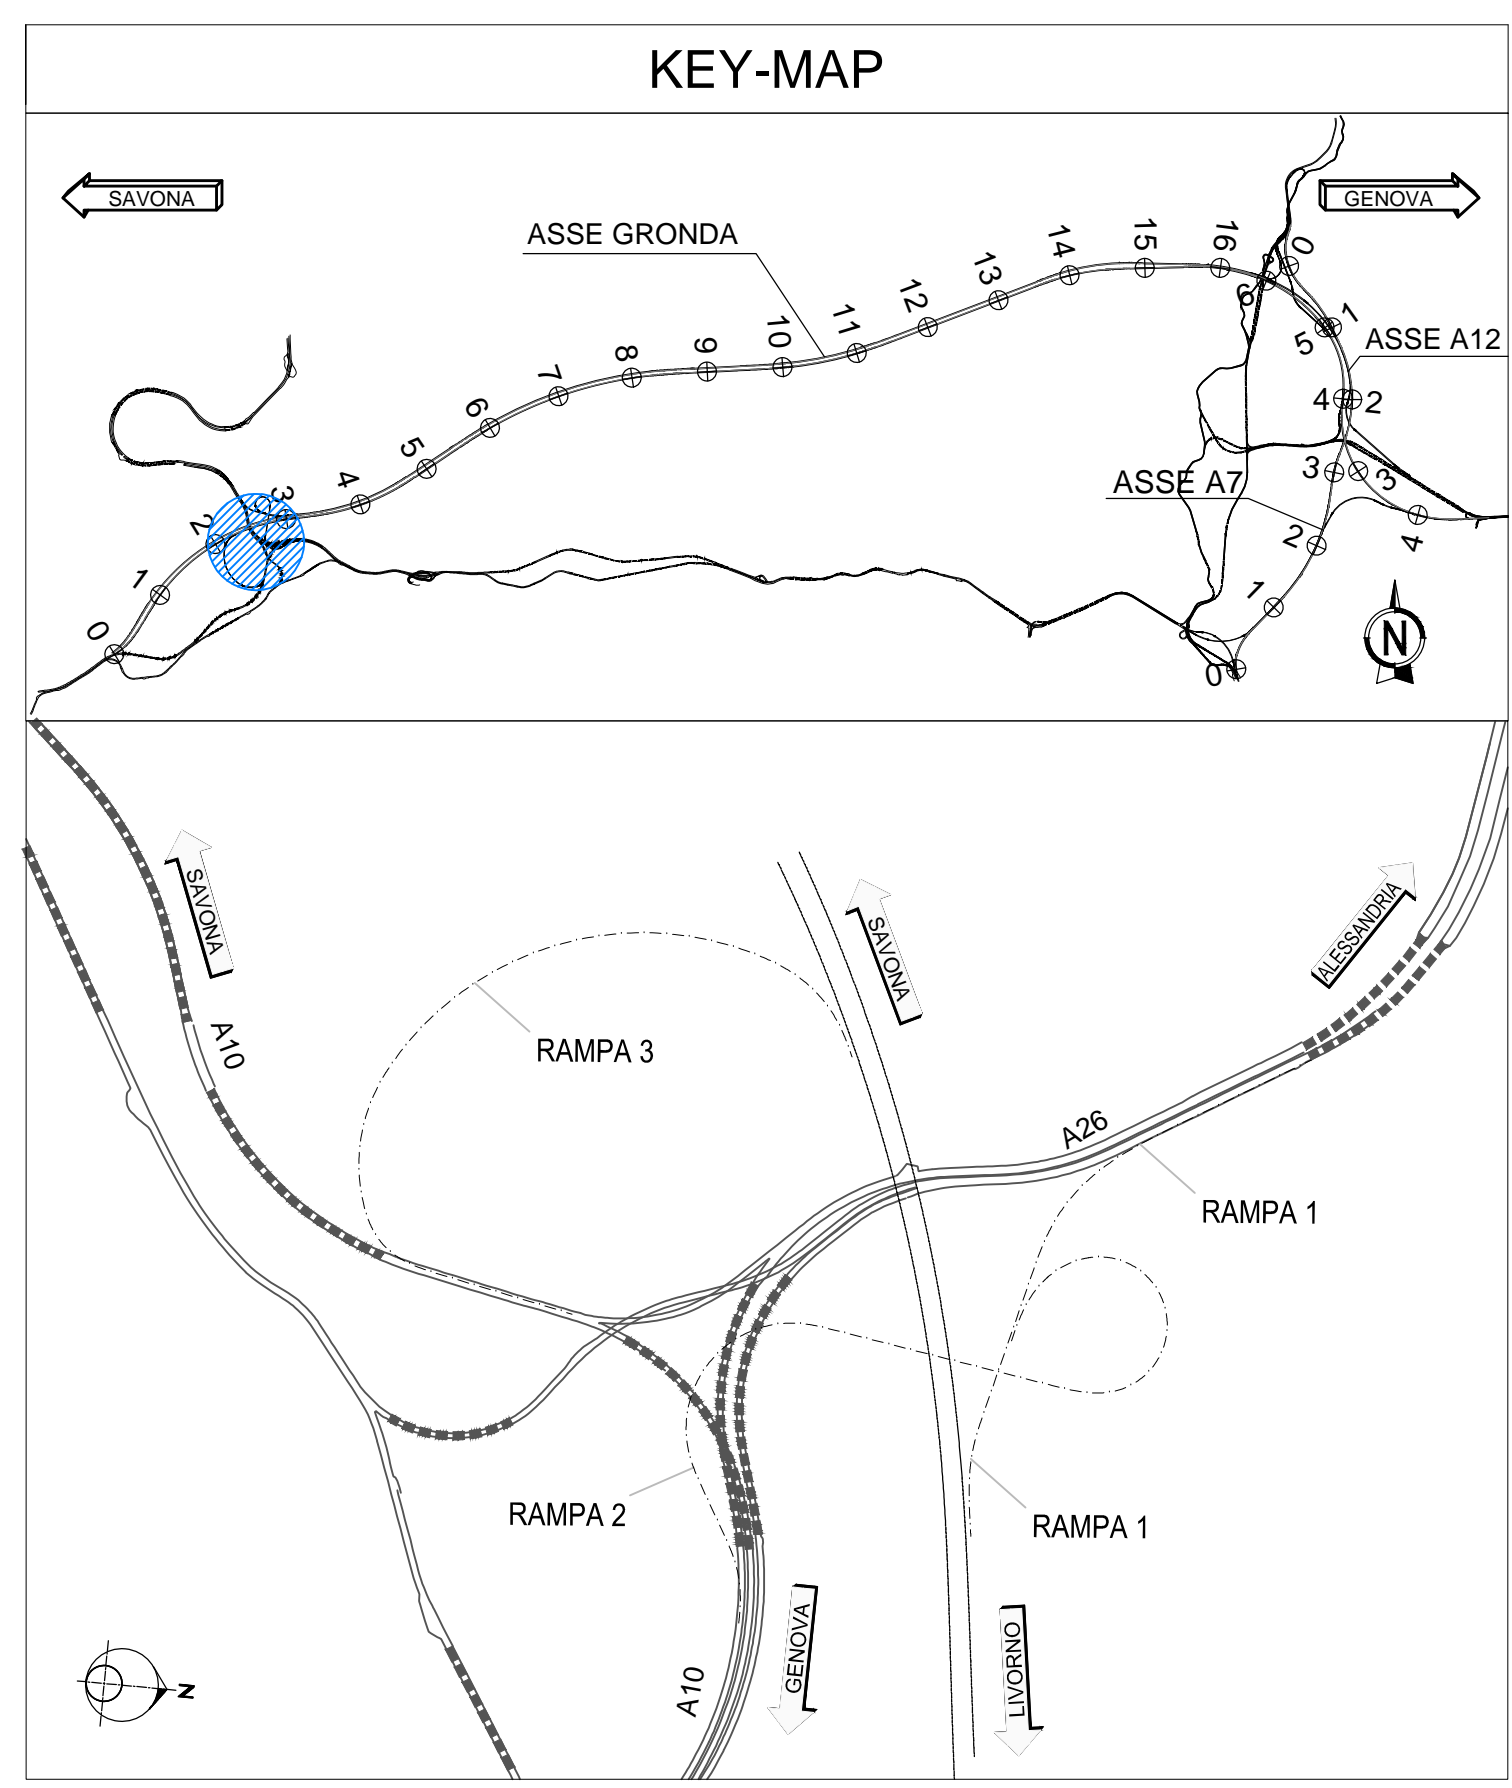 KEY-MAP
SAVONA
GENOVA
ASSE GRONDA
0
1
2
3
4
5
6
7
8
9
10
11
12
13
14
15
16
6
0
5
1
ASSE A12
4
2
3
3
ASSE A7
2
4
1
0
N
SAVONA
SAVONA
ALESSANDRIA
A10
RAMPA 3
A26
RAMPA 1
RAMPA 2
RAMPA 1
GENOVA
LIVORNO
A10
N